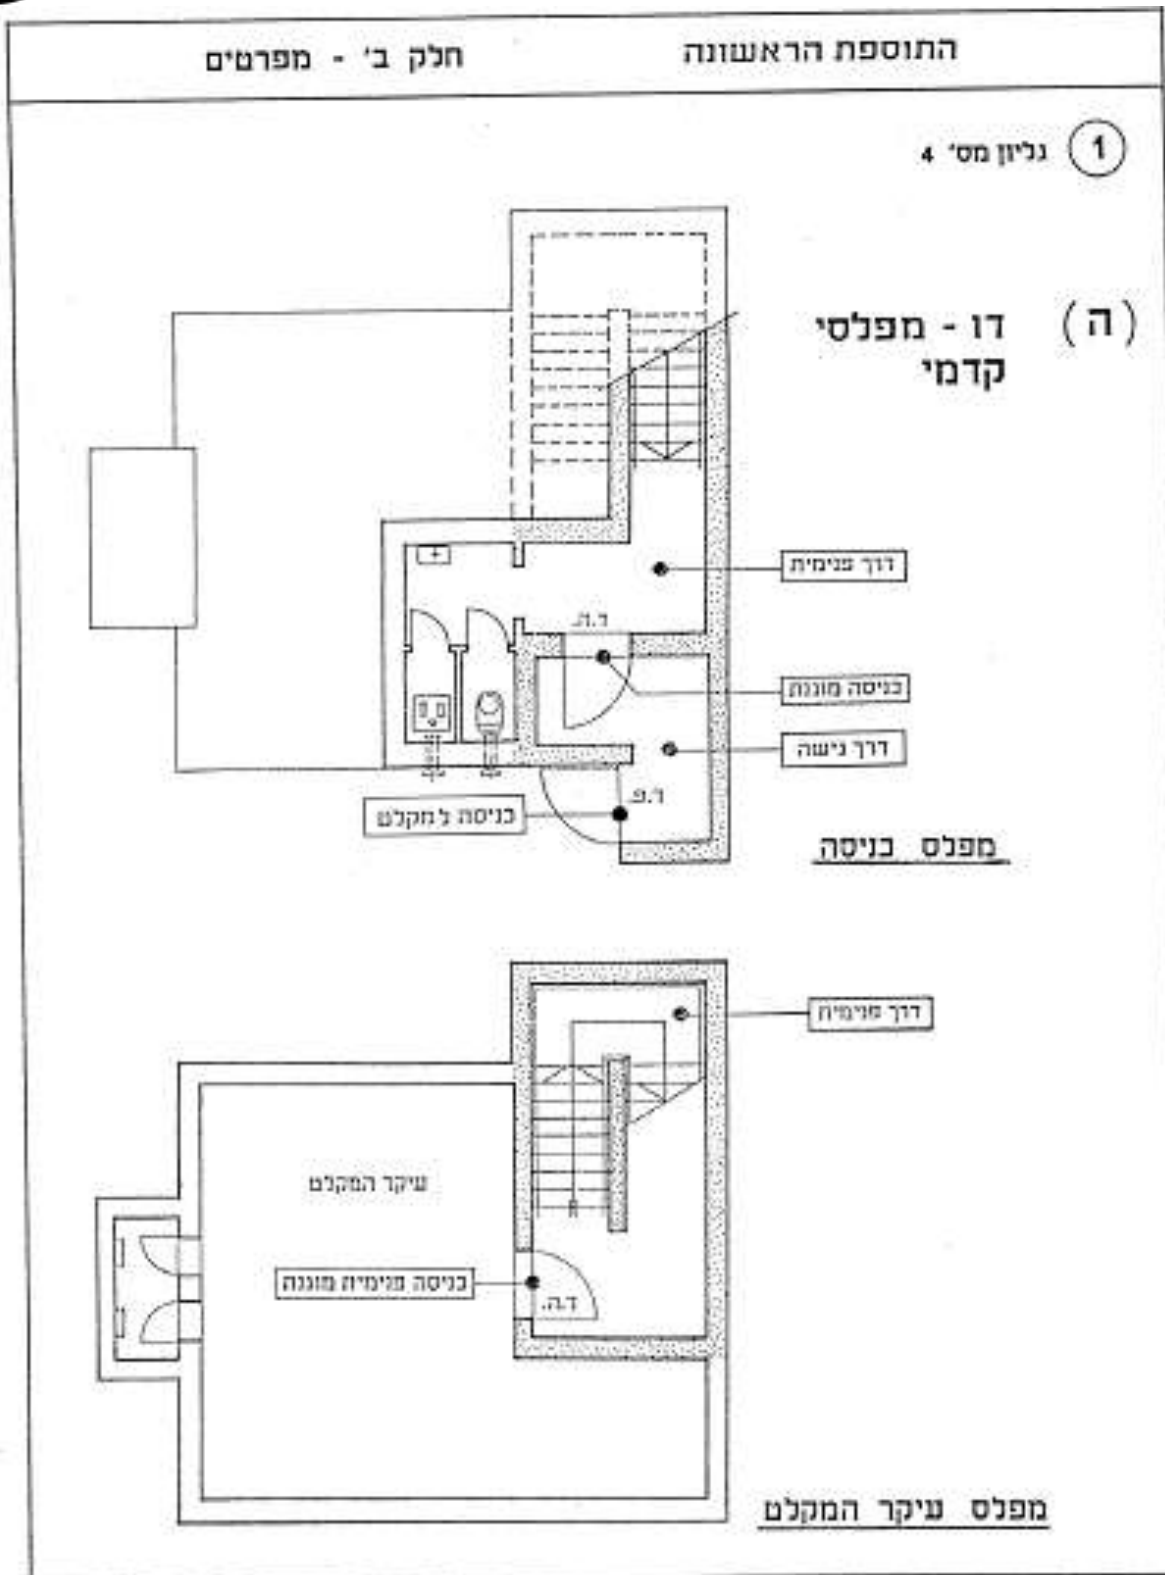 התוספת הראשונה חלק ב' - מפרטים
1 גליון מס' 4
(ה) דו - מפלסי
קדמי
דרך פנימית
ד.ה.
כניסה מוגנת
דרך גישה
ד.פ.
כניסה למקלט
מפלס כניסה
דרך פנימית
עיקר המקלט
כניסה פנימית מוגנת
ד.ה.
מפלס עיקר המקלט